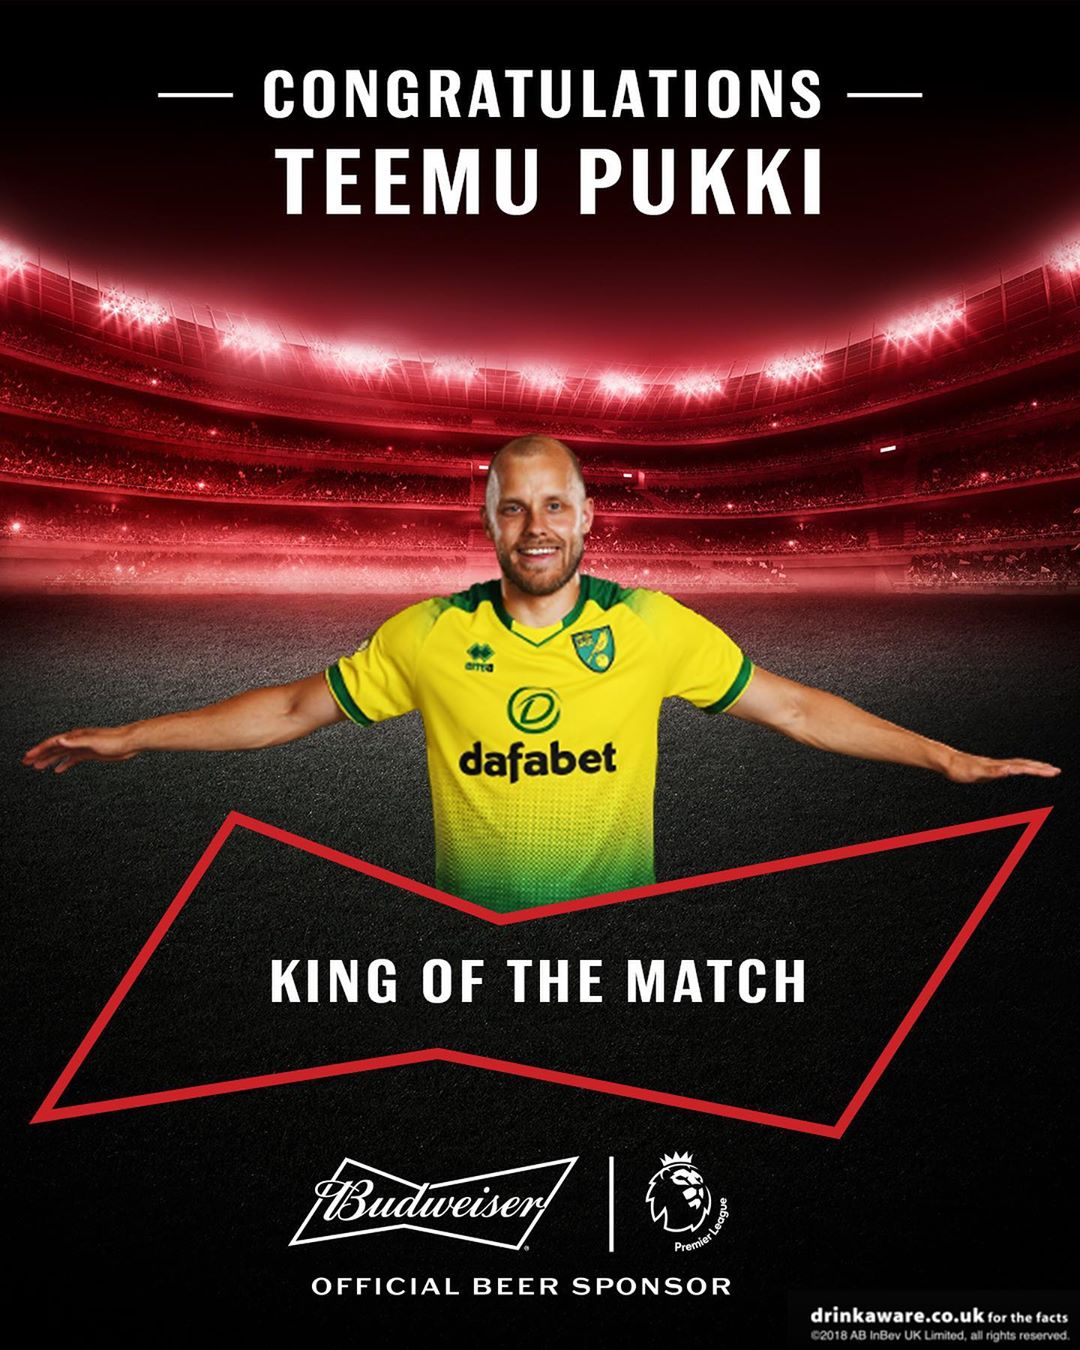 CONGRATULATIONS
TEEMU PUKKI
errea
dafabet
KING OF THE MATCH
Budweiser
Premier League
OFFICIAL BEER SPONSOR
drinkaware.co.uk for the facts
©2018 AB InBev UK Limited, all rights reserved.